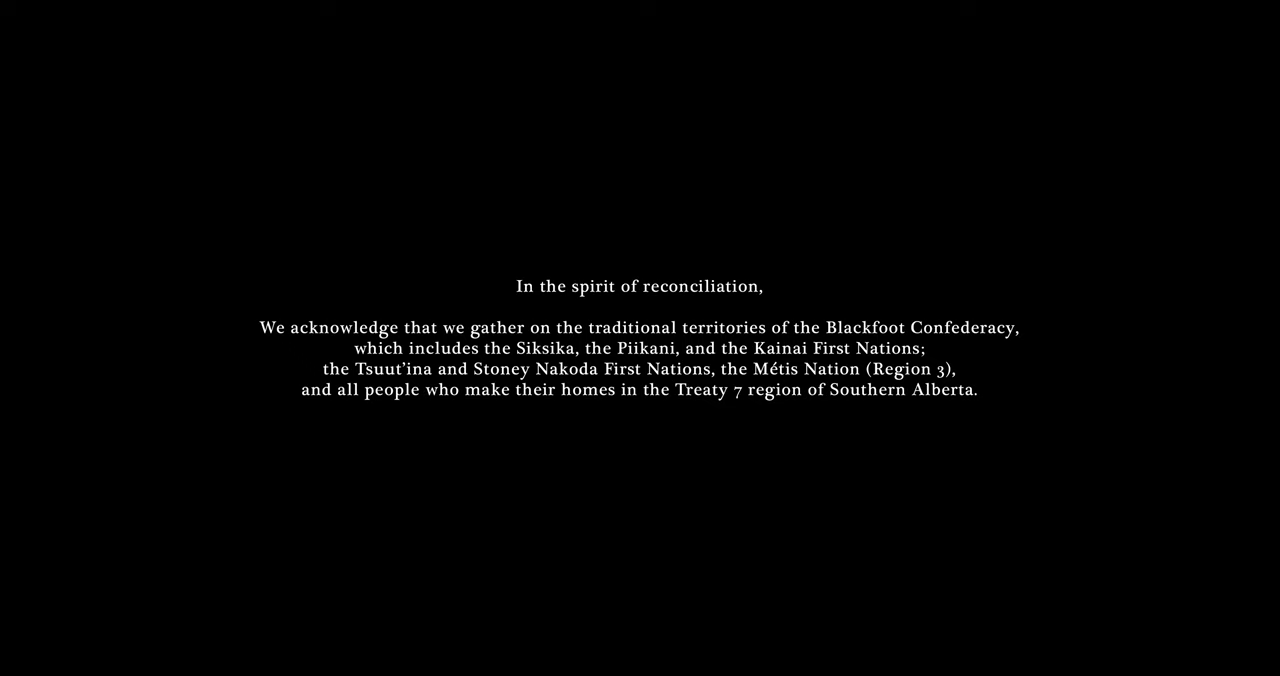 In the spirit of reconciliation,
We acknowledge that we gather on the traditional territories of the Blackfoot Confederacy,
which includes the Siksika, the Piikani, and the Kainai First Nations;
the Tsuut’ina and Stoney Nakoda First Nations, the Métis Nation (Region 3),
and all people who make their homes in the Treaty 7 region of Southern Alberta.